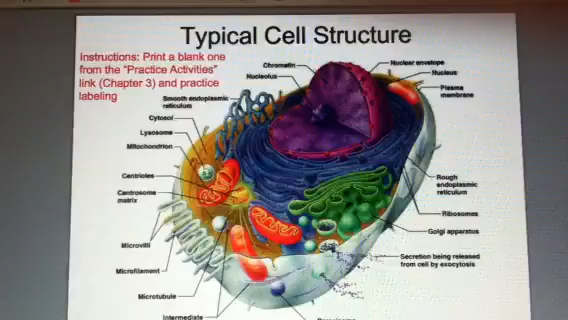 Typical Cell Structure
Instructions: Print a blank one
from the "Practice Activities"
link (Chapter 3) and practice
labeling
Chromatin
Nucleolus
Nuclear envelope
Nucleus
Plasma
membrane
Smooth endoplasmic
reticulum
Cytosol
Lysosome
Mitochondrion
Centrioles
Centrosome
matrix
Rough
endoplasmic
reticulum
Ribosomes
Golgi apparatus
Secretion being released
from cell by exocytosis
Microvilli
Microfilament
Microtubule
Intermediate